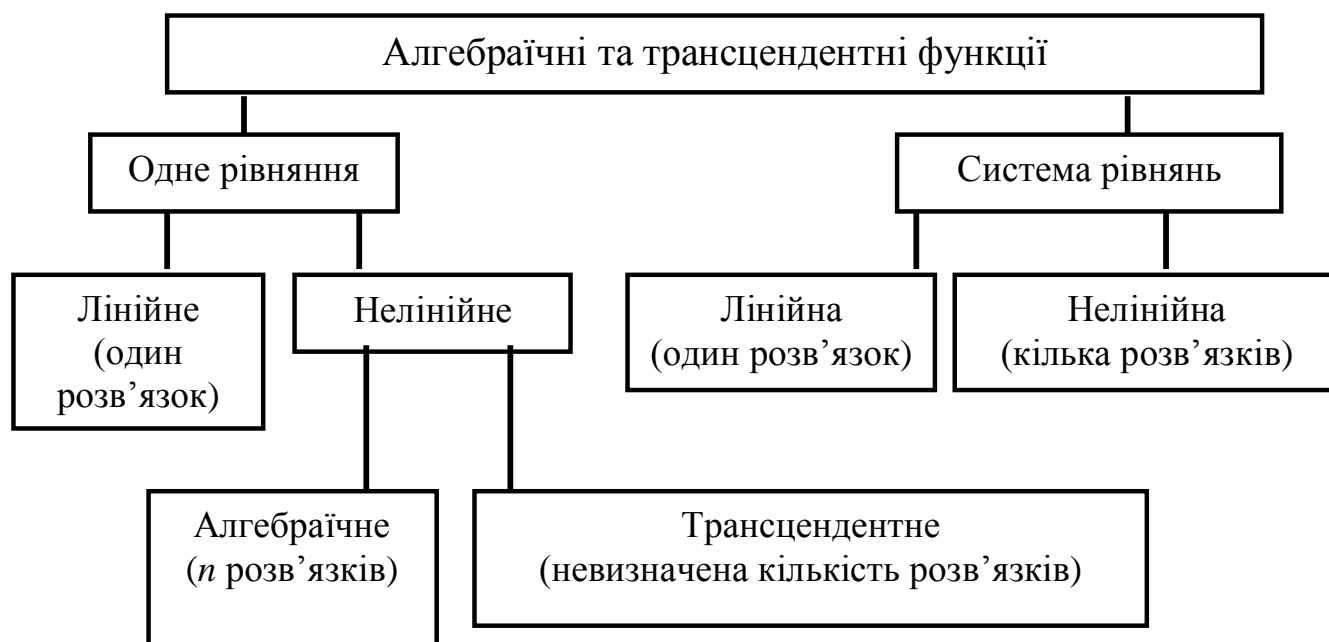 Алгебраїчні та трансцендентні функції
Одне рівняння
Система рівнянь
Лінійне
(один
розв’язок)
Нелінійне
Лінійна
(один розв’язок)
Нелінійна
(кілька розв’язків)
Алгебраїчне
(n розв’язків)
Трансцендентне
(невизначена кількість розв’язків)